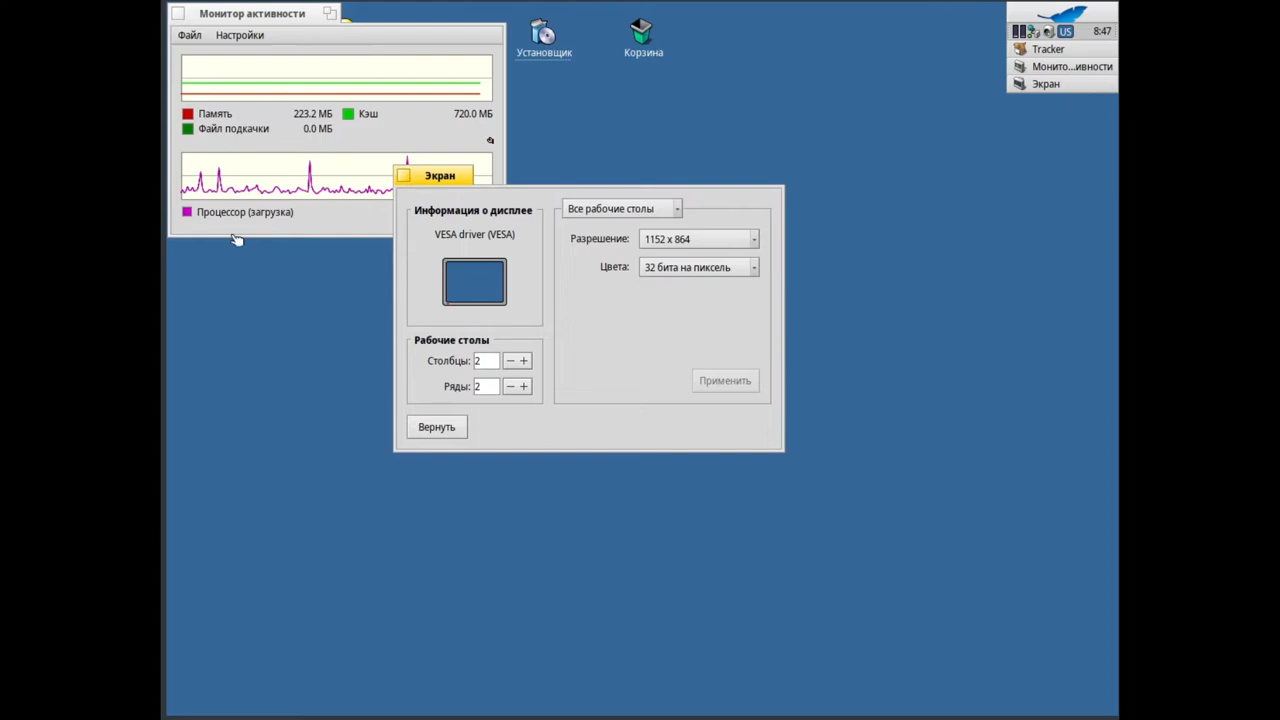 Монитор активности
Файл Настройки
Память 223.2 МБ Кэш 720.0 МБ
Файл подкачки 0.0 МБ
Процессор (загрузка)
Установщик
Корзина
US 8:47
Tracker
Монито...ивности
Экран
Экран
Информация о дисплее
VESA driver (VESA)
Рабочие столы
Столбцы: 2
Ряды: 2
Все рабочие столы
Разрешение: 1152 x 864
Цвета: 32 бита на пиксель
Применить
Вернуть